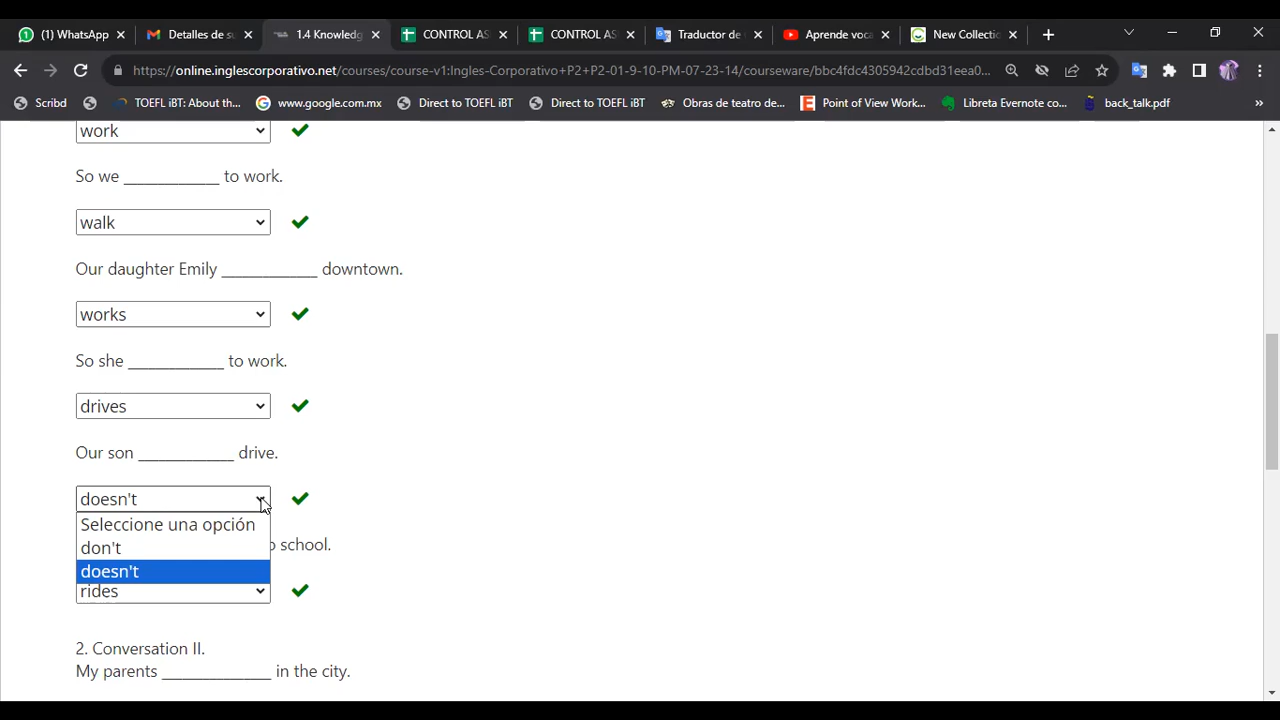 (1) WhatsApp
Detalles de su
1.4 Knowledg
CONTROL AS
CONTROL AS
Traductor de
Aprende voca
New Collectio
https://online.inglescorporativo.net/courses/course-v1:Ingles-Corporativo+P2+P2-01-9-10-PM-07-23-14/courseware/bbc4fdc4305942cdbd31eea0...
Scribd
TOEFL iBT: About th...
www.google.com.mx
Direct to TOEFL iBT
Direct to TOEFL iBT
Obras de teatro de...
Point of View Work...
Libreta Evernote co...
back_talk.pdf
»
work
So we ____________ to work.
walk
Our daughter Emily ____________ downtown.
works
So she ____________ to work.
drives
Our son ____________ drive.
doesn't
Seleccione una opción
don't
doesn't
o school.
rides
2. Conversation II.
My parents ______________ in the city.